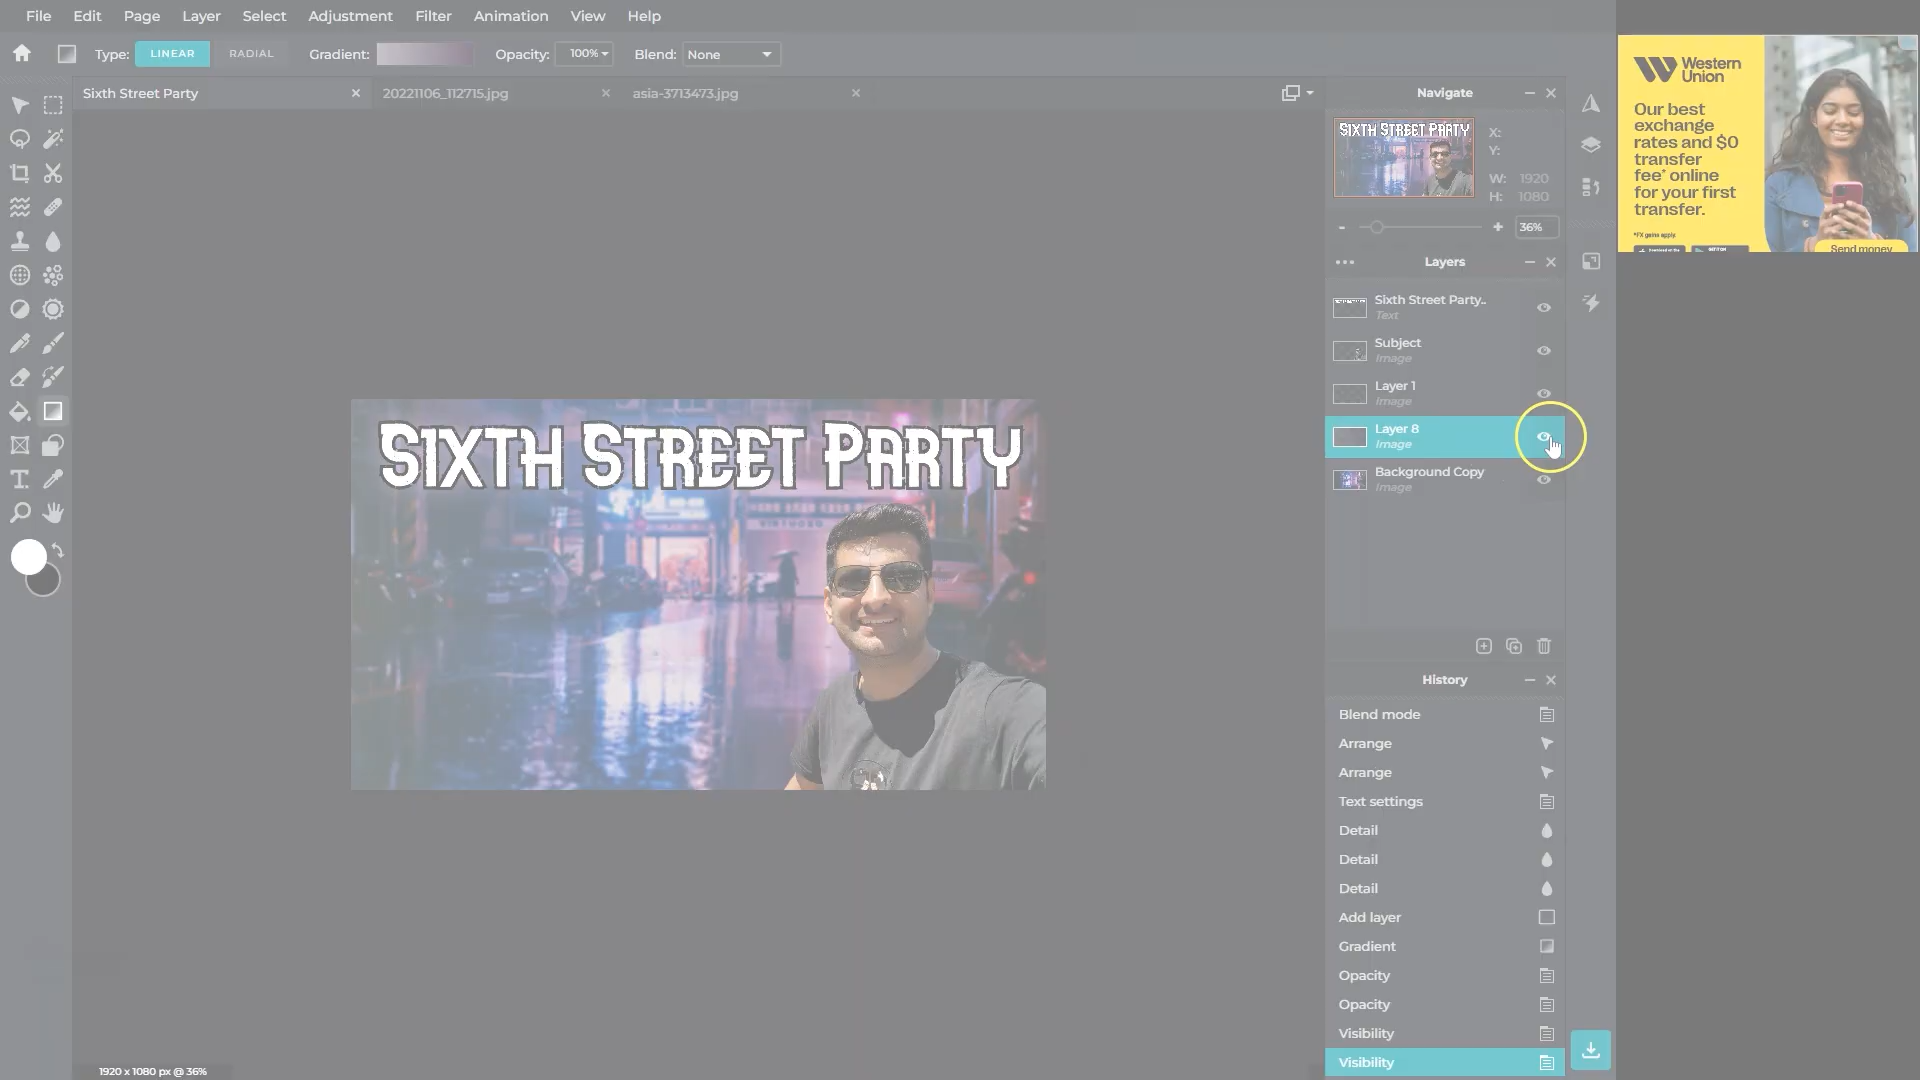 File Edit Page Layer Select Adjustment Filter Animation View Help
Type: LINEAR RADIAL Gradient: Opacity: 100% Blend: None
Sixth Street Party 20221106_112715.jpg asia-3713473.jpg
Navigate
SIXTH STREET PARTY
X:
Y:
W: 1920
H: 1080
- + 36%
Layers
Sixth Street Party..
Text
Subject
Image
Layer 1
Image
Layer 8
Image
Background Copy
Image
History
Blend mode
Arrange
Arrange
Text settings
Detail
Detail
Detail
Add layer
Gradient
Opacity
Opacity
Visibility
Visibility
SIXTH STREET PARTY
1920 x 1080 px @ 36%
Western
Union
Our best
exchange
rates and $0
transfer
fee* online
for your first
transfer.
*FX gains apply.
Send money